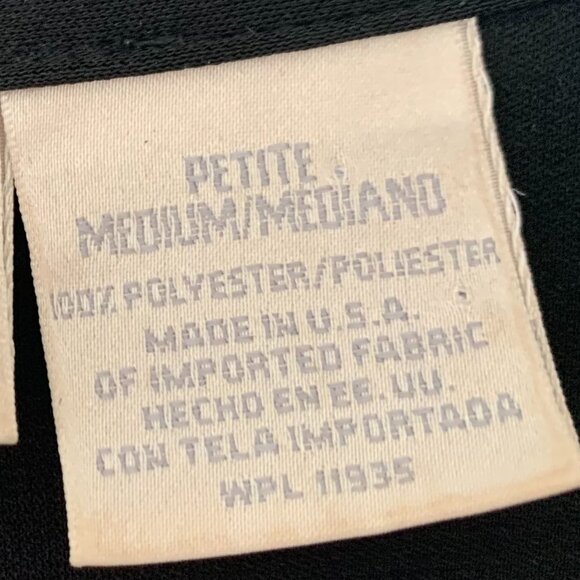 PETITE
MEDIUM/MEDIANO
100% POLYESTER/POLIESTER
MADE IN U.S.A.
OF IMPORTED FABRIC
HECHO EN EE.UU.
CON TELA IMPORTADA
WPL 11935